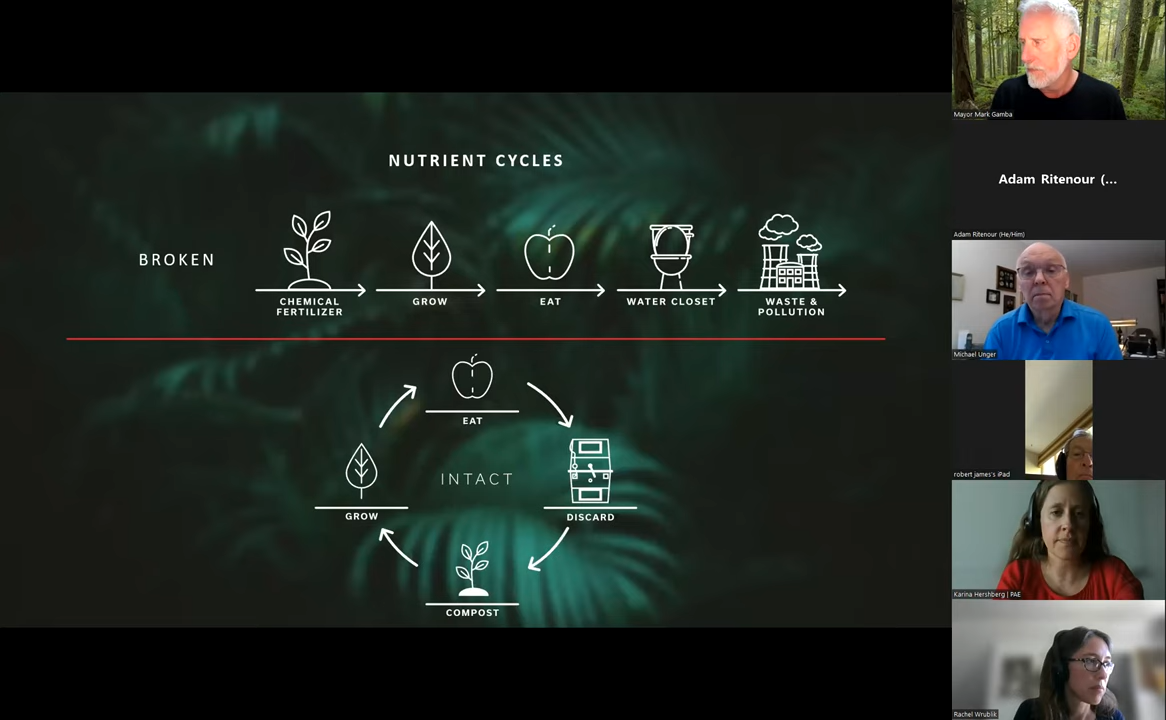 NUTRIENT CYCLES
BROKEN
CHEMICAL
FERTILIZER
GROW
EAT
WATER CLOSET
WASTE &
POLLUTION
EAT
INTACT
GROW
DISCARD
COMPOST
Mayor Mark Gamba
Adam Ritenour (...
Adam Ritenour (He/Him)
Michael Unger
robert james's iPad
Karina Hershberg | PAE
Rachel Wrublik